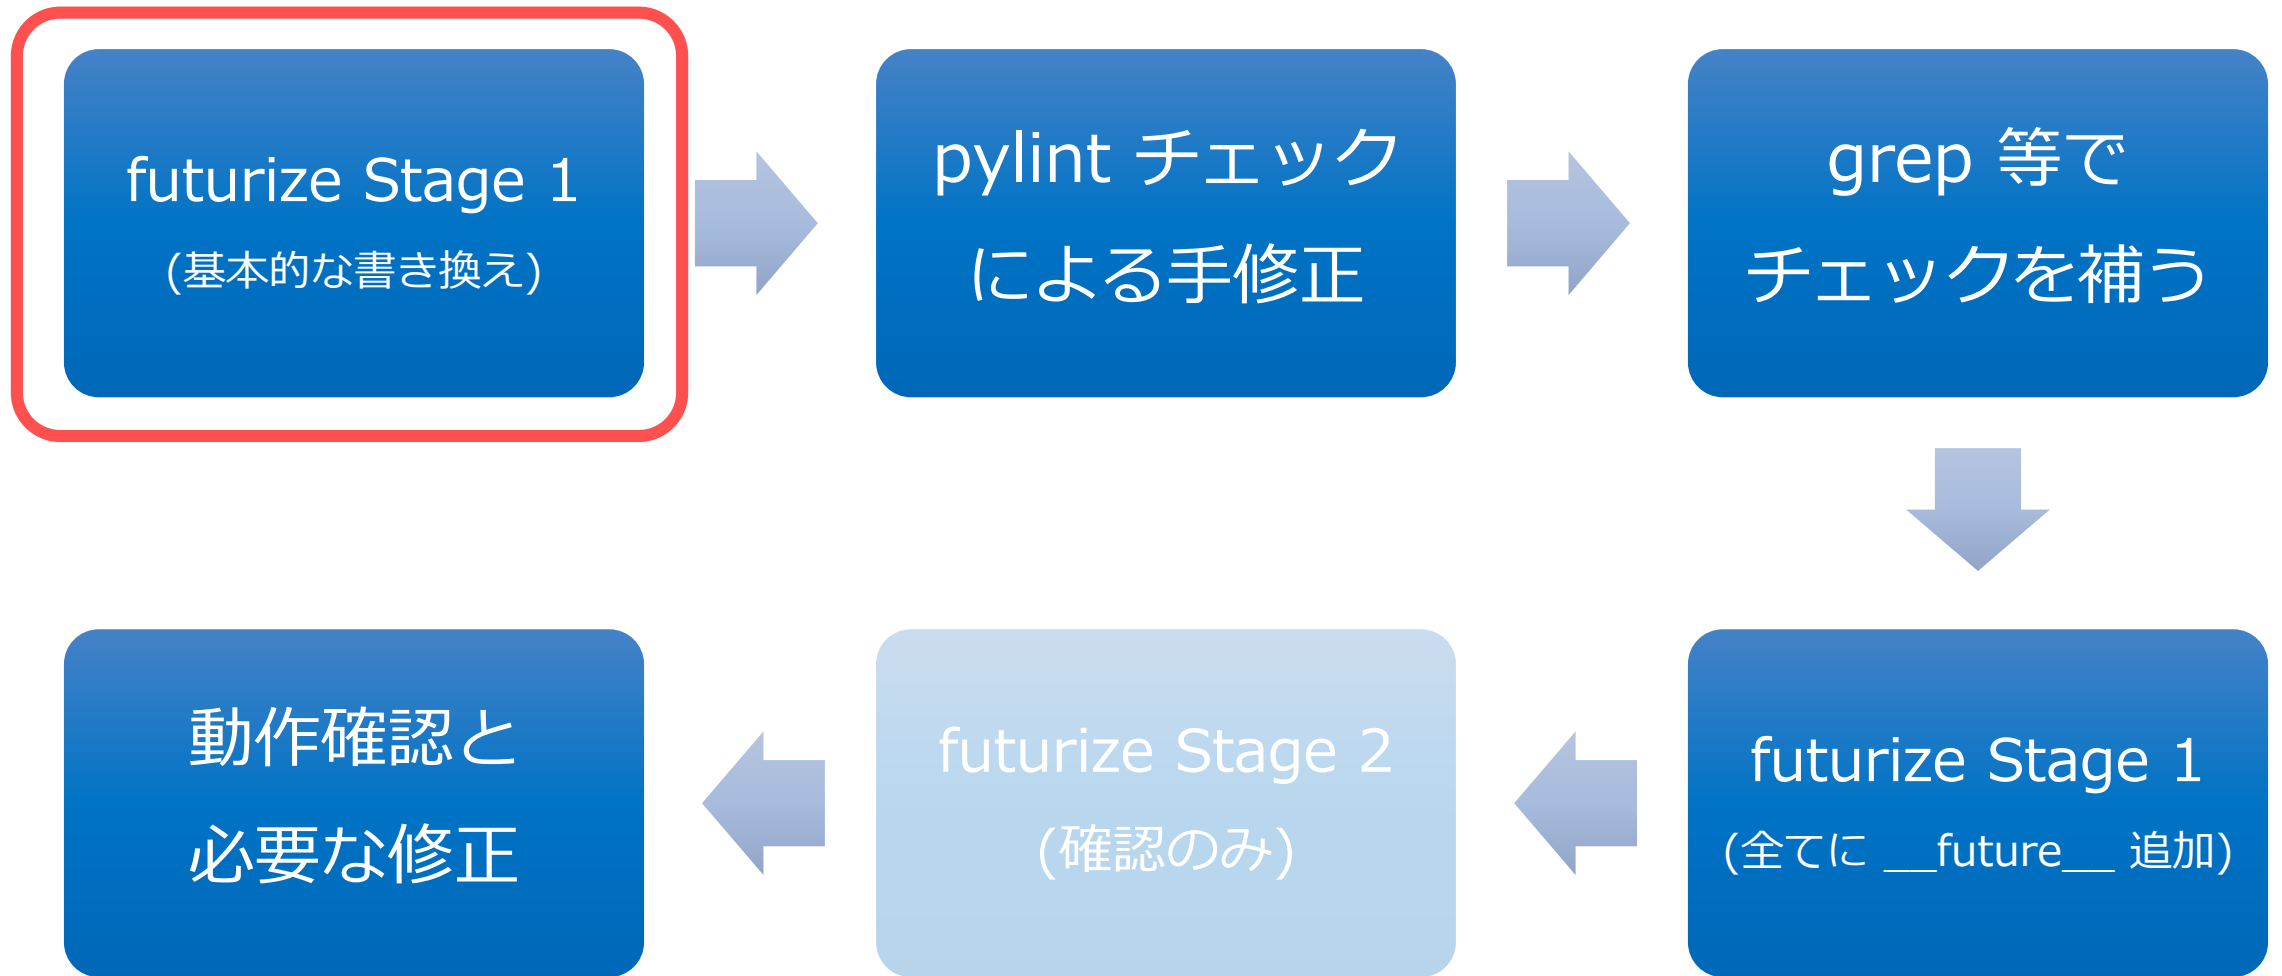 futurize Stage 1
(基本的な書き換え)
pylint チェック
による手修正
grep 等で
チェックを補う
futurize Stage 1
(全てに __future__ 追加)
futurize Stage 2
(確認のみ)
動作確認と
必要な修正